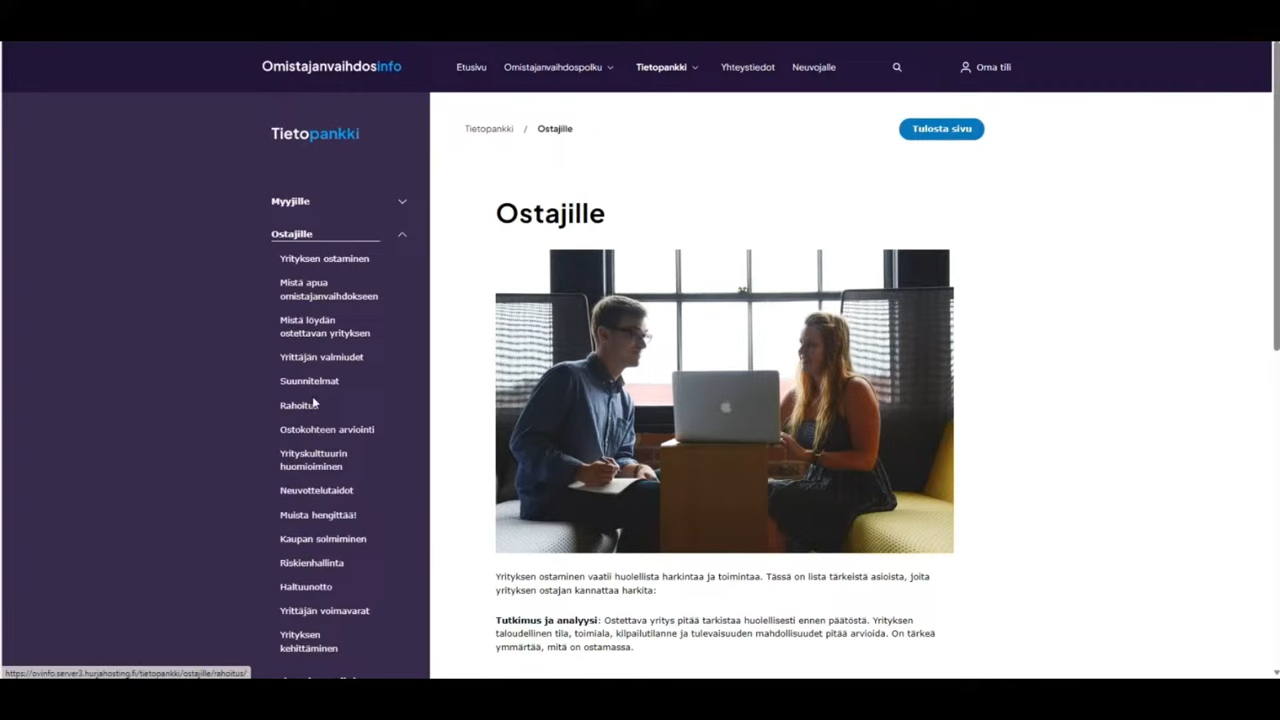 Omistajanvaihdosinfo
Etusivu
Omistajanvaihdospolku
Tietopankki
Yhteystiedot
Neuvojalle
Oma tili
Tietopankki
Myyjille
Ostajille
Yrityksen ostaminen
Mistä apua
omistajanvaihdokseen
Mistä löydän
ostettavan yrityksen
Yrittäjän valmiudet
Suunnitelmat
Rahoitus
Ostokohteen arviointi
Yrityskulttuurin
huomioiminen
Neuvottelutaidot
Muista hengittää!
Kaupan solmiminen
Riskienhallinta
Haltuunotto
Yrittäjän voimavarat
Yrityksen
kehittäminen
Tietopankki / Ostajille
Tulosta sivu
Ostajille
Yrityksen ostaminen vaatii huolellista harkintaa ja toimintaa. Tässä on lista tärkeistä asioista, joita
yrityksen ostajan kannattaa harkita:
Tutkimus ja analyysi: Ostettava yritys pitää tarkistaa huolellisesti ennen päätöstä. Yrityksen
taloudellinen tila, toimiala, kilpailutilanne ja tulevaisuuden mahdollisuudet pitää arvioida. On tärkeä
ymmärtää, mitä on ostamassa.
https://ovinfo.server3.hurjahosting.fi/tietopankki/ostajille/rahoitus/